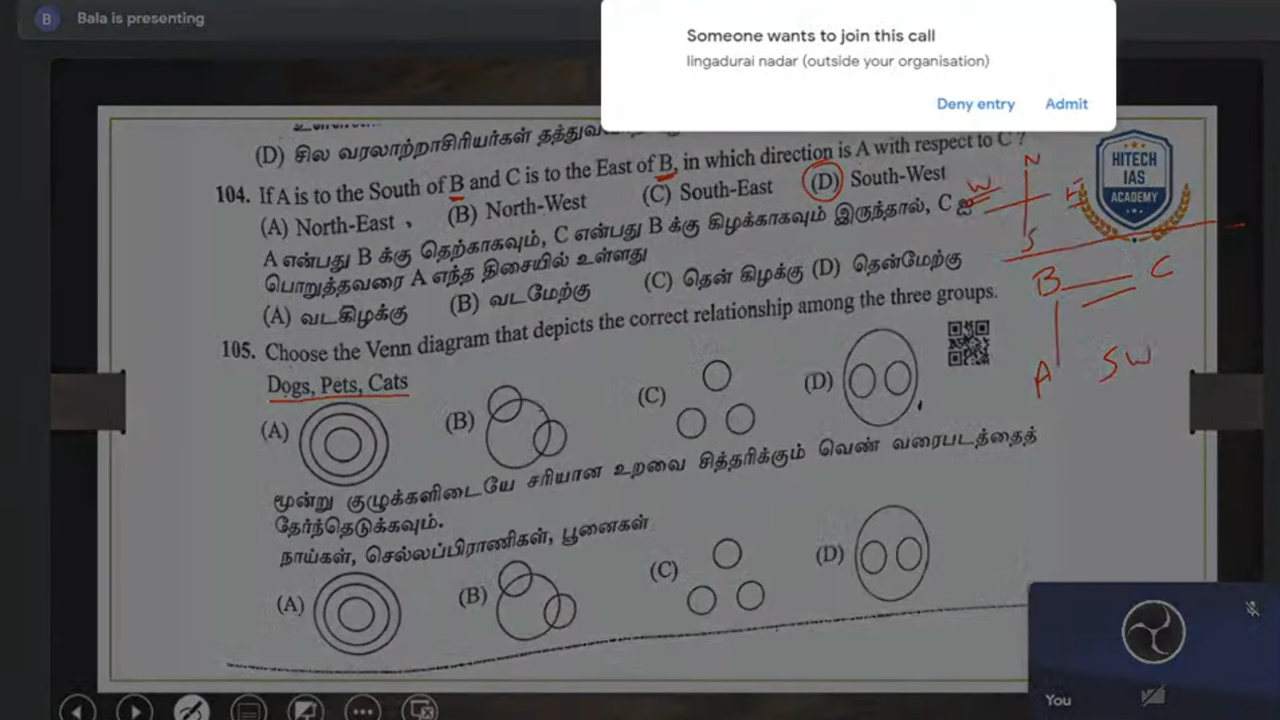 B Bala is presenting
Someone wants to join this call
lingadurai nadar (outside your organisation)
Deny entry Admit
(D) சில வரலாற்றாசிரியர்கள்
104. If A is to the South of B and C is to the East of B, in which direction is A with respect to C ?
(A) North-East (B) North-West (C) South-East (D) South-West
A என்பது B க்கு தெற்காகவும், C என்பது B க்கு கிழக்காகவும் இருந்தால், C ஐ
பொறுத்தவரை A எந்த திசையில் உள்ளது
(A) வடகிழக்கு (B) வடமேற்கு (C) தென் கிழக்கு (D) தென்மேற்கு
105. Choose the Venn diagram that depicts the correct relationship among the three groups.
Dogs, Pets, Cats
(A) (B) (C) (D)
மூன்று குழுக்களிடையே சரியான உறவை சித்தரிக்கும் வெண் வரைபடத்தைத்
தேர்ந்தெடுக்கவும்.
நாய்கள், செல்லப்பிராணிகள், பூனைகள்
(A) (B) (C) (D)
HITECH
IAS
ACADEMY
N
W E
S
B C
A SW
You